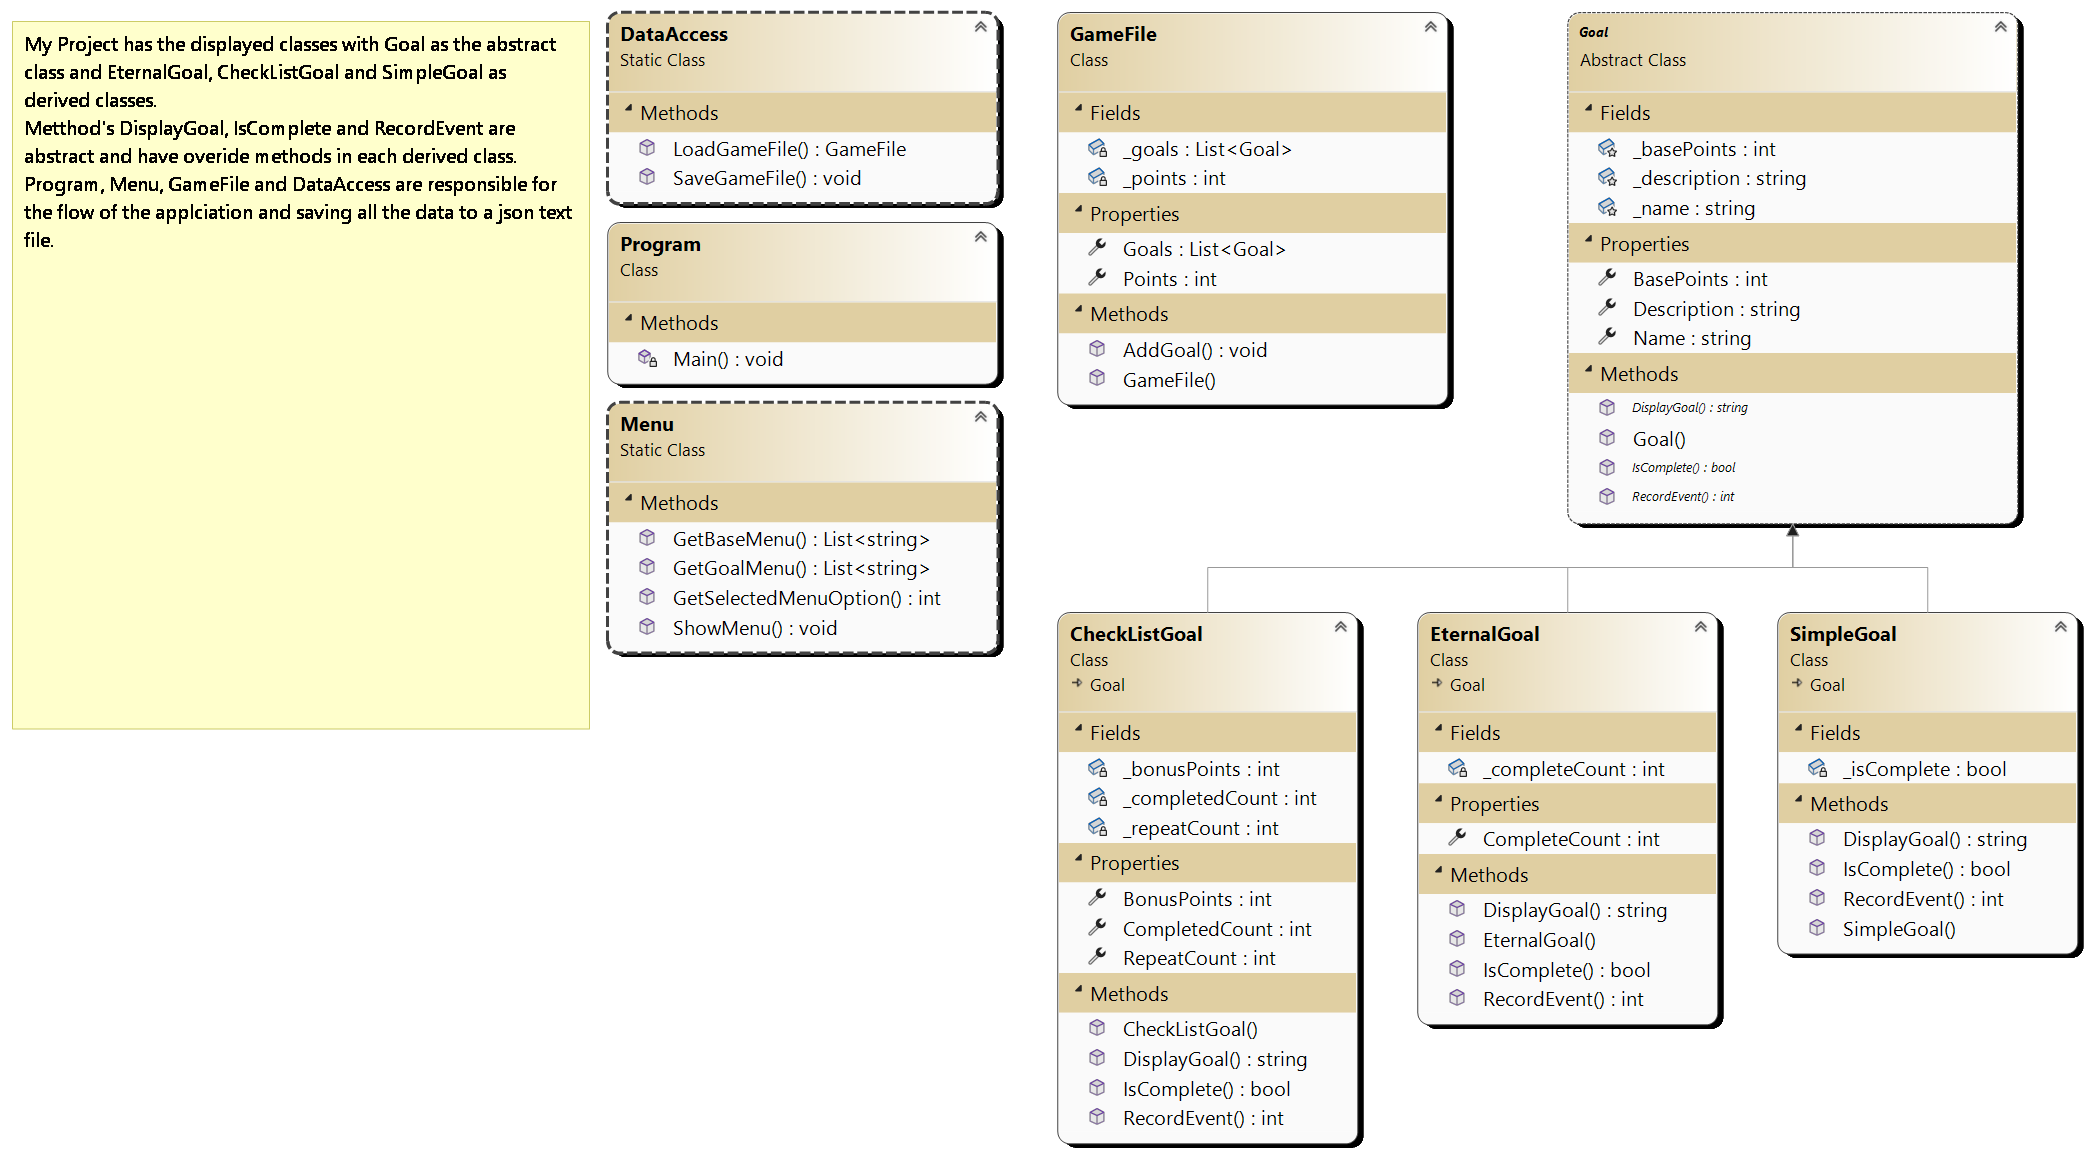 My Project has the displayed classes with Goal as the abstract
class and EternalGoal, CheckListGoal and SimpleGoal as
derived classes.
Metthod's DisplayGoal, IsComplete and RecordEvent are
abstract and have overide methods in each derived class.
Program, Menu, GameFile and DataAccess are responsible for
the flow of the applciation and saving all the data to a json text
file.
DataAccess
Static Class
Methods
LoadGameFile() : GameFile
SaveGameFile() : void
Program
Class
Methods
Main() : void
Menu
Static Class
Methods
GetBaseMenu() : List<string>
GetGoalMenu() : List<string>
GetSelectedMenuOption() : int
ShowMenu() : void
GameFile
Class
Fields
_goals : List<Goal>
_points : int
Properties
Goals : List<Goal>
Points : int
Methods
AddGoal() : void
GameFile()
Goal
Abstract Class
Fields
_basePoints : int
_description : string
_name : string
Properties
BasePoints : int
Description : string
Name : string
Methods
DisplayGoal() : string
Goal()
IsComplete() : bool
RecordEvent() : int
CheckListGoal
Class
Goal
Fields
_bonusPoints : int
_completedCount : int
_repeatCount : int
Properties
BonusPoints : int
CompletedCount : int
RepeatCount : int
Methods
CheckListGoal()
DisplayGoal() : string
IsComplete() : bool
RecordEvent() : int
EternalGoal
Class
Goal
Fields
_completeCount : int
Properties
CompleteCount : int
Methods
DisplayGoal() : string
EternalGoal()
IsComplete() : bool
RecordEvent() : int
SimpleGoal
Class
Goal
Fields
_isComplete : bool
Methods
DisplayGoal() : string
IsComplete() : bool
RecordEvent() : int
SimpleGoal()